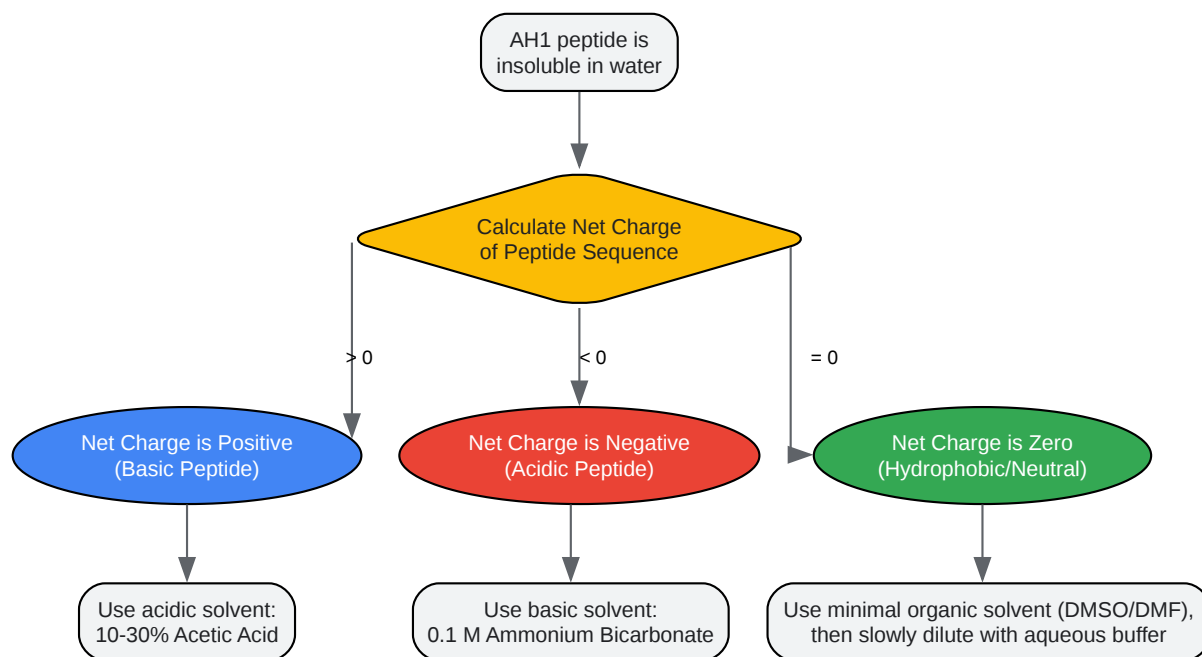 AH1 peptide is
insoluble in water
Calculate Net Charge
of Peptide Sequence
> 0
< 0
= 0
Net Charge is Positive
(Basic Peptide)
Net Charge is Negative
(Acidic Peptide)
Net Charge is Zero
(Hydrophobic/Neutral)
Use acidic solvent:
10-30% Acetic Acid
Use basic solvent:
0.1 M Ammonium Bicarbonate
Use minimal organic solvent (DMSO/DMF),
then slowly dilute with aqueous buffer